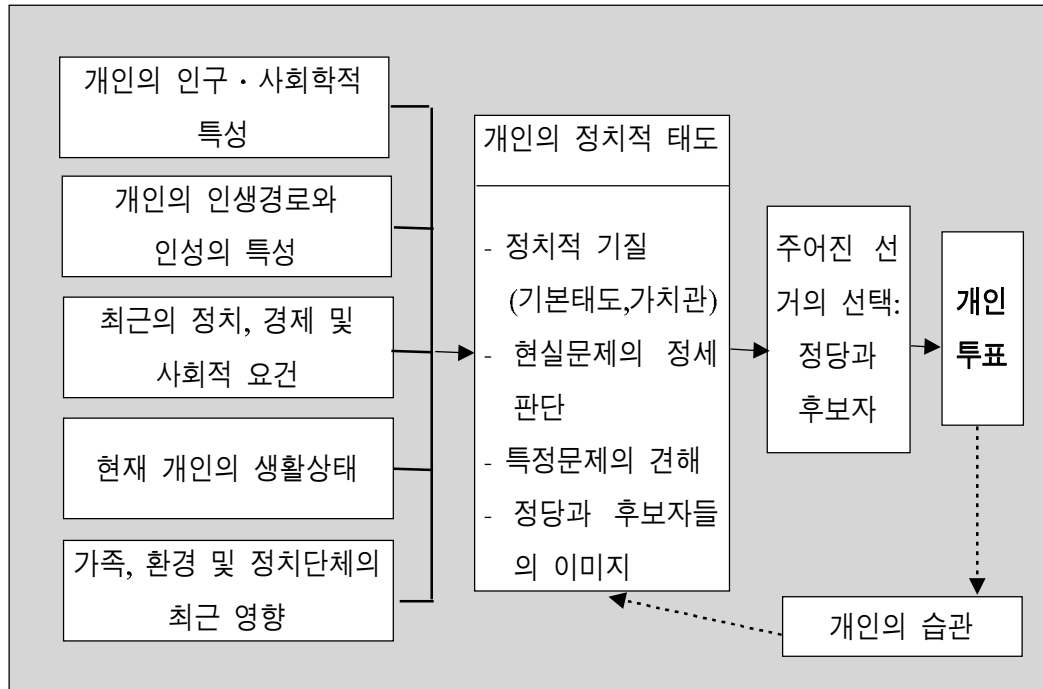 개인의 인구・사회학적
특성
개인의 인생경로와
인성의 특성
최근의 정치, 경제 및
사회적 요건
현재 개인의 생활상태
가족, 환경 및 정치단체의
최근 영향
개인의 정치적 태도
- 정치적 기질
(기본태도,가치관)
- 현실문제의 정세
판단
- 특정문제의 견해
- 정당과 후보자들
의 이미지
주어진 선
거의 선택:
정당과
후보자
개인
투표
개인의 습관